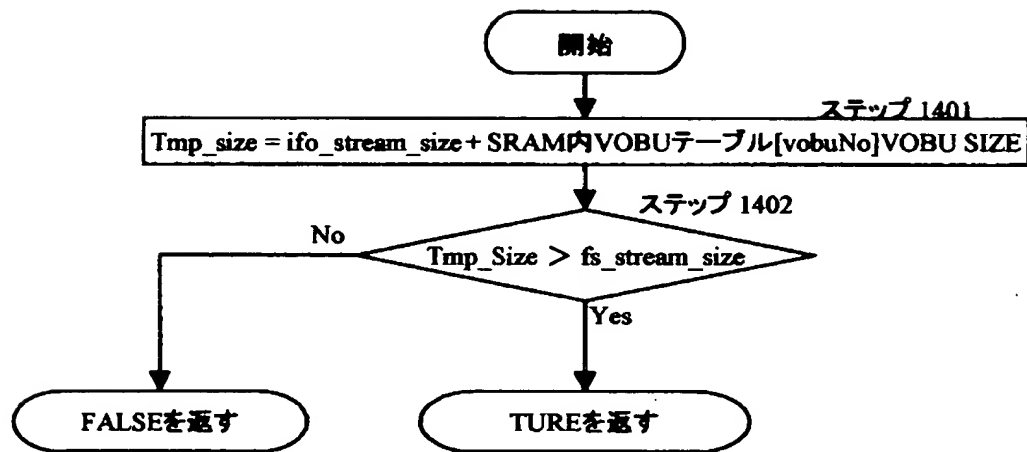 開始
ステップ 1401
Tmp_size = ifo_stream_size + SRAM内VOBUテーブル[vobuNo]VOBU SIZE
ステップ 1402
No
Tmp_Size > fs_stream_size
Yes
FALSEを返す
TUREを返す